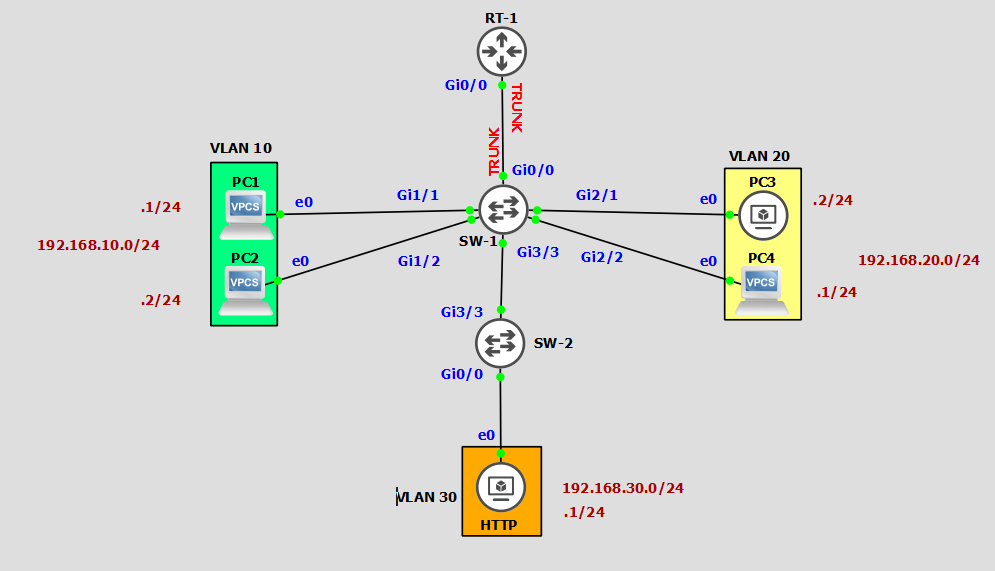 RT-1
Gi0/0
TRUNK
TRUNK
Gi0/0
VLAN 10
PC1
VPCS
e0
.1/24
192.168.10.0/24
PC2
VPCS
e0
.2/24
Gi1/1
Gi1/2
SW-1
Gi2/1
Gi2/2
Gi3/3
VLAN 20
PC3
e0
.2/24
192.168.20.0/24
PC4
VPCS
e0
.1/24
Gi3/3
SW-2
Gi0/0
e0
VLAN 30
HTTP
192.168.30.0/24
.1/24